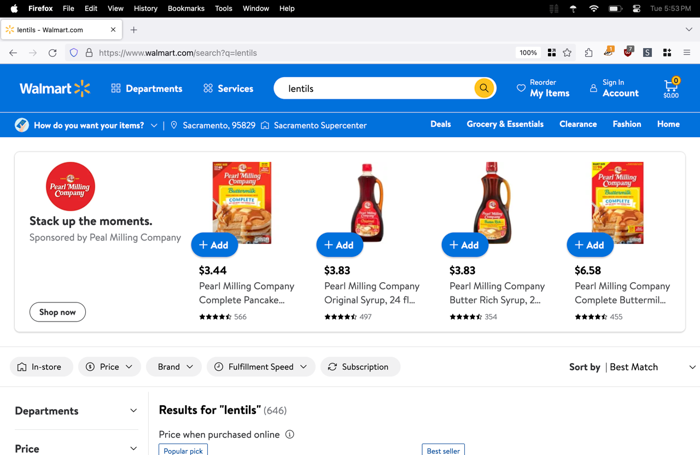 Firefox File Edit View History Bookmarks Tools Window Help Tue 5:53 PM
lentils - Walmart.com
https://www.walmart.com/search?q=lentils 100%
Walmart Departments Services lentils Reorder My Items Sign In Account 0 $0.00
How do you want your items? | Sacramento, 95829 Sacramento Supercenter Deals Grocery & Essentials Clearance Fashion Home
Pearl Milling Company
Stack up the moments.
Sponsored by Peal Milling Company
Shop now
+ Add
$3.44
Pearl Milling Company
Complete Pancake...
566
+ Add
$3.83
Pearl Milling Company
Original Syrup, 24 fl...
497
+ Add
$3.83
Pearl Milling Company
Butter Rich Syrup, 2...
354
+ Add
$6.58
Pearl Milling Company
Complete Buttermil...
455
In-store Price Brand Fulfillment Speed Subscription Sort by | Best Match
Departments
Price
Results for "lentils" (646)
Price when purchased online
Popular pick
Best seller